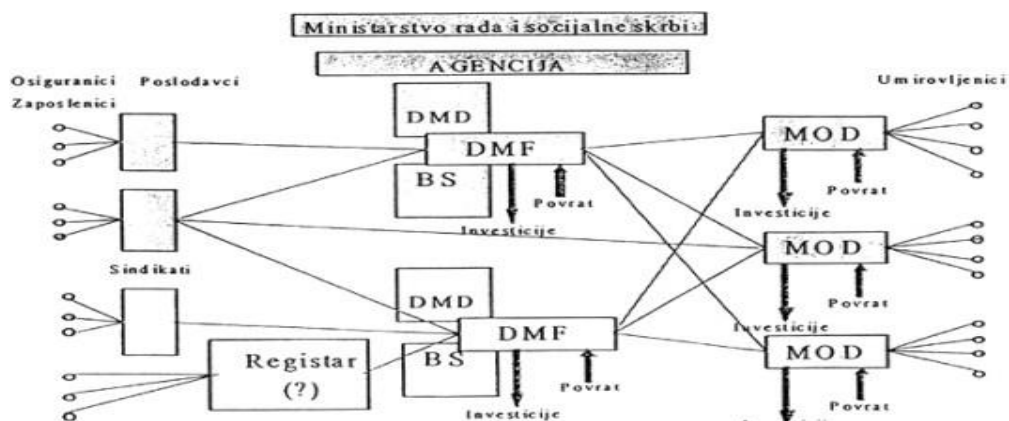 Ministarstvo rada i socijalne skrbi
AGENCIJA
Osiguranici Poslodavci
Zaposlenici
Umirovljenici
DMD
DMF
BS
Povrat
Investicije
MOD
Povrat
Investicije
MOD
Povrat
Investicije
Sindikati
DMD
DMF
BS
Povrat
Investicije
Registar
(?)
MOD
Povrat